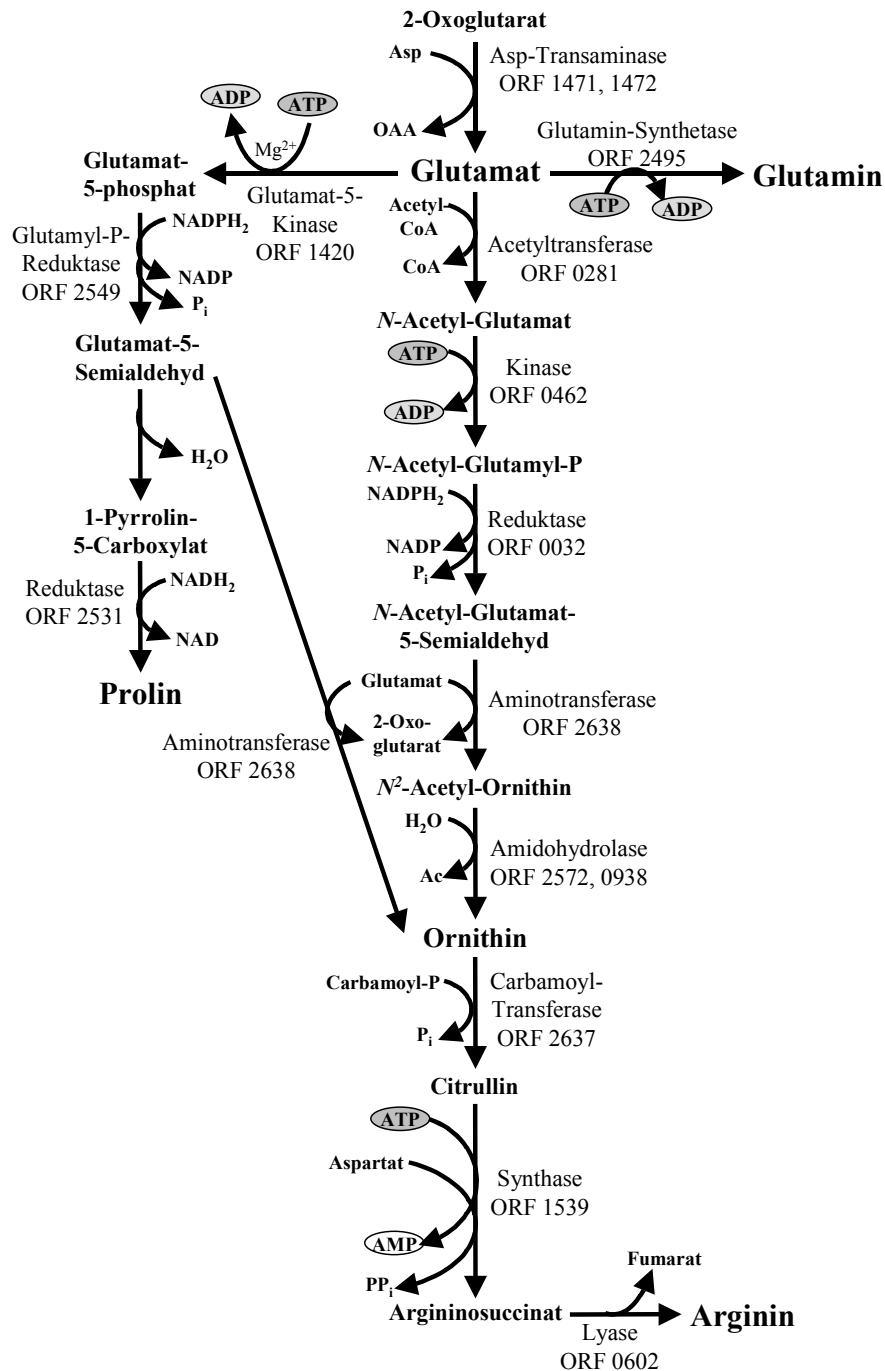 2-Oxoglutarat
Asp
Asp-Transaminase
ORF 1471, 1472
OAA
ADP
ATP
Mg2+
Glutamin-Synthetase
ORF 2495
Glutamat-
5-phosphat
Glutamat
Glutamin
ATP
ADP
Glutamat-5-
Kinase
ORF 1420
NADPH2
Glutamyl-P-
Reduktase
ORF 2549
NADP
Pi
Acetyl-
CoA
CoA
Acetyltransferase
ORF 0281
N-Acetyl-Glutamat
Glutamat-5-
Semialdehyd
ATP
ADP
Kinase
ORF 0462
H2O
N-Acetyl-Glutamyl-P
NADPH2
NADP
Pi
Reduktase
ORF 0032
1-Pyrrolin-
5-Carboxylat
Reduktase
ORF 2531
NADH2
NAD
N-Acetyl-Glutamat-
5-Semialdehyd
Prolin
Glutamat
2-Oxo-
glutarat
Aminotransferase
ORF 2638
Aminotransferase
ORF 2638
N2-Acetyl-Ornithin
H2O
Ac
Amidohydrolase
ORF 2572, 0938
Ornithin
Carbamoyl-P
Pi
Carbamoyl-
Transferase
ORF 2637
Citrullin
ATP
Aspartat
Synthase
ORF 1539
AMP
PPi
Fumarat
Argininosuccinat
Arginin
Lyase
ORF 0602